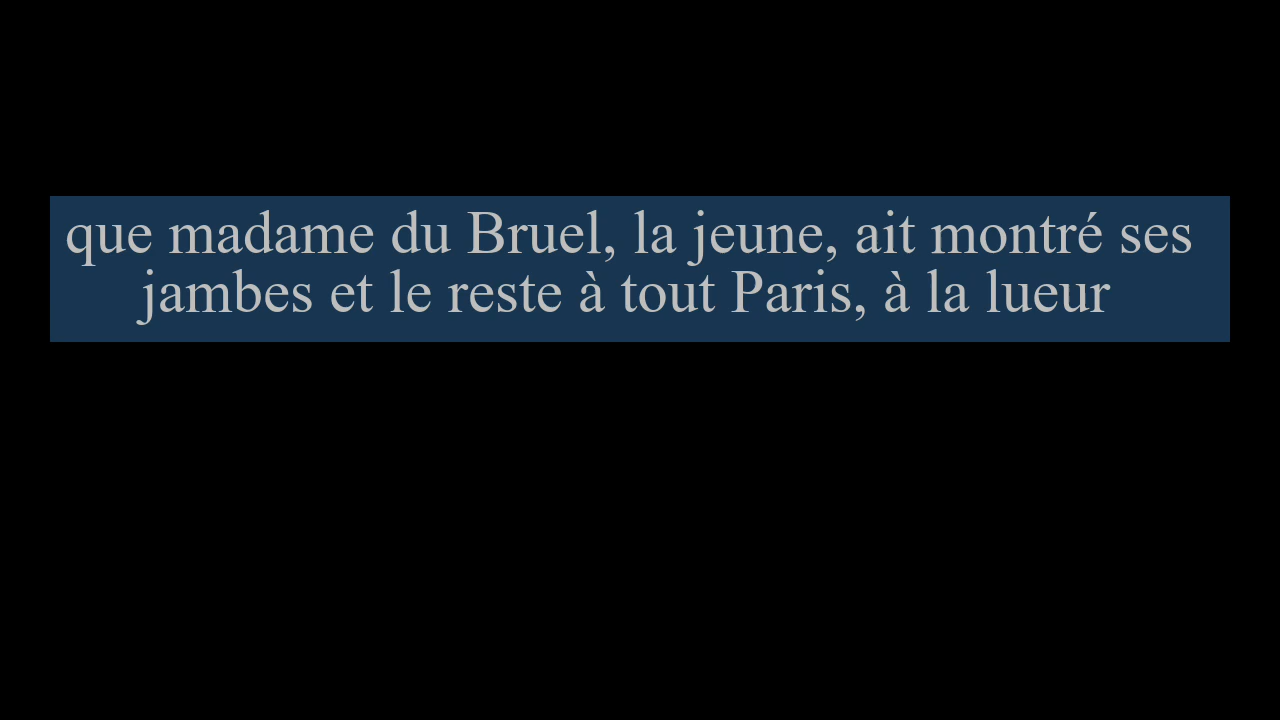 que madame du Bruel, la jeune, ait montré ses
jambes et le reste à tout Paris, à la lueur